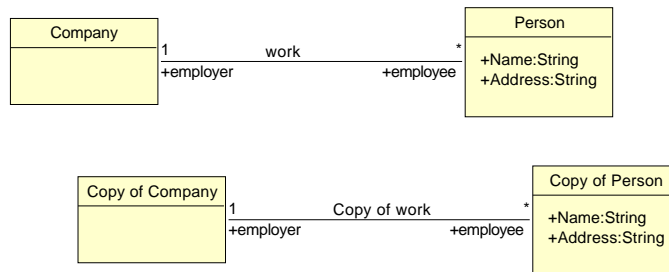 Company
1
work
*
+employer
+employee
Person
+Name:String
+Address:String
Copy of Company
1
Copy of work
*
+employer
+employee
Copy of Person
+Name:String
+Address:String